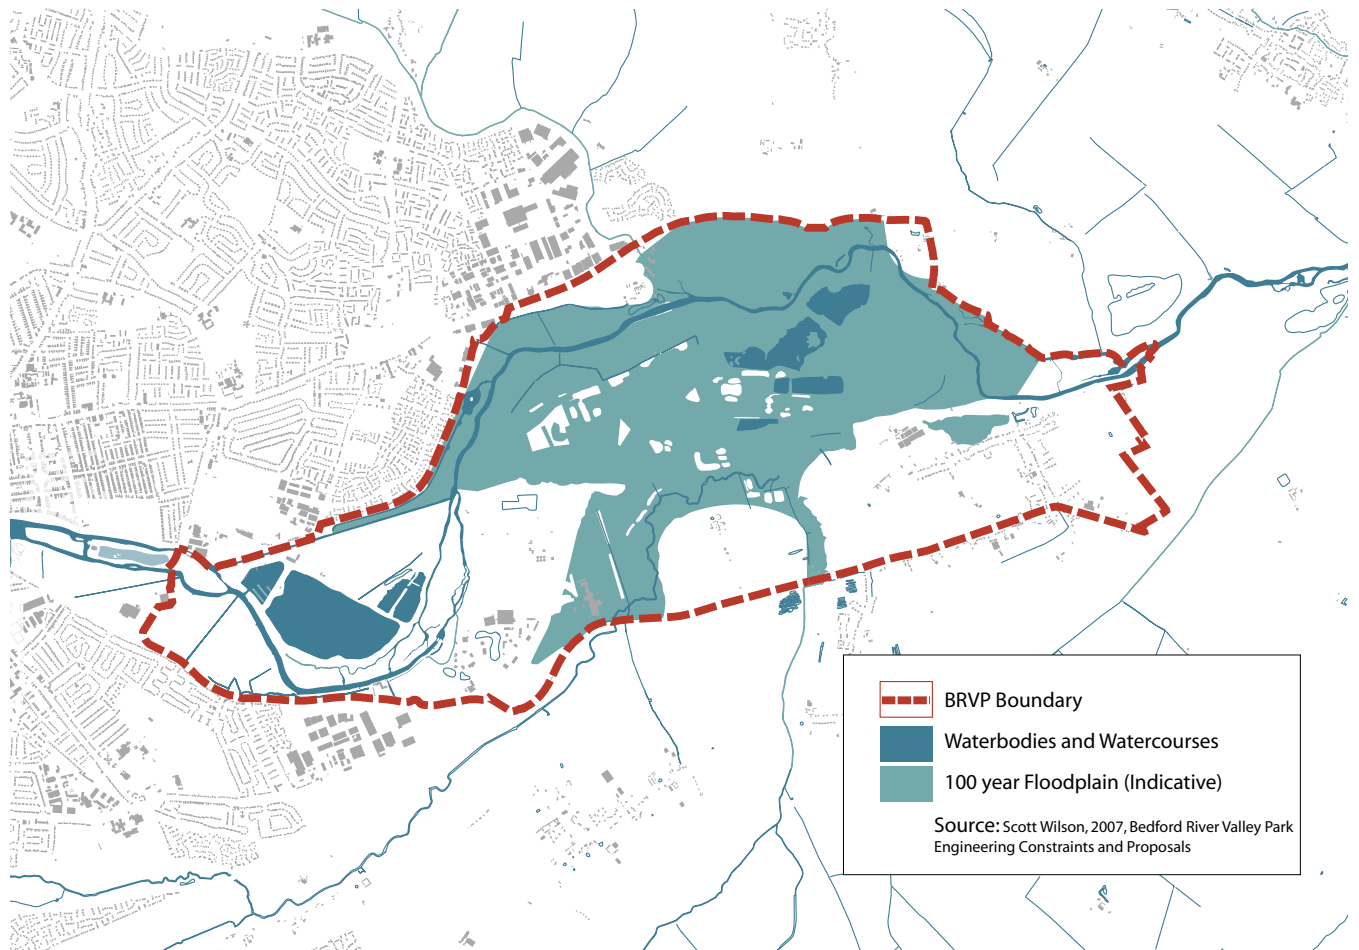 BRVP Boundary
Waterbodies and Watercourses
100 year Floodplain (Indicative)
Source: Scott Wilson, 2007, Bedford River Valley Park
Engineering Constraints and Proposals